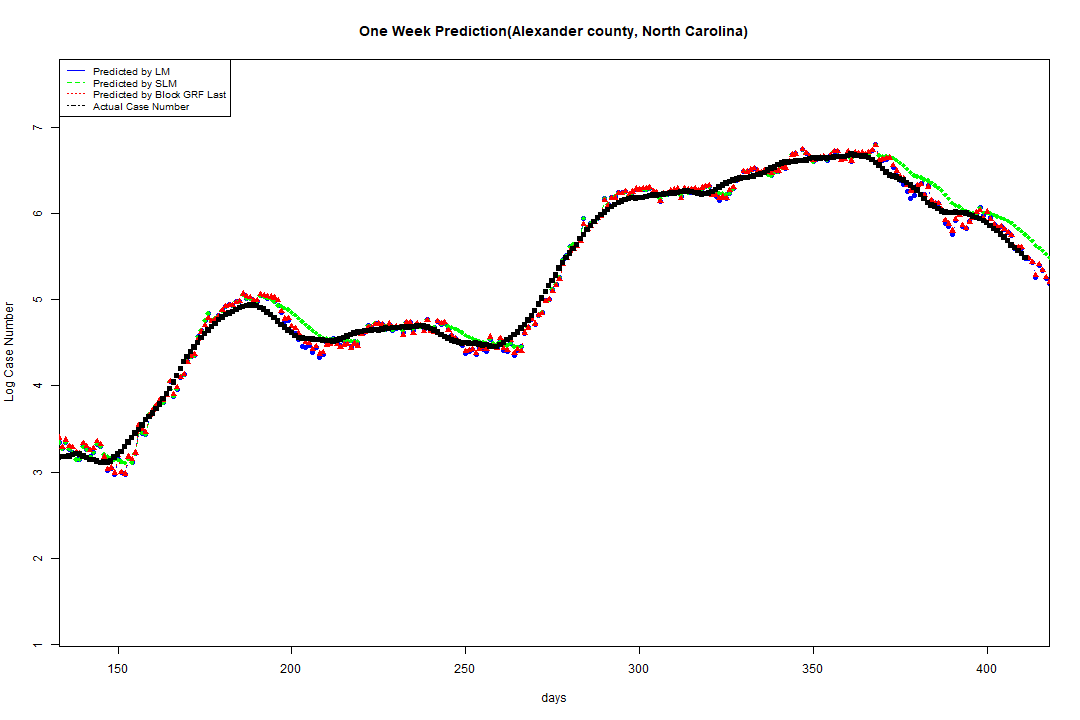 One Week Prediction(Alexander county, North Carolina)
Predicted by LM
Predicted by SLM
Predicted by Block GRF Last
Actual Case Number
7
6
5
4
3
2
1
Log Case Number
150 200 250 300 350 400
days